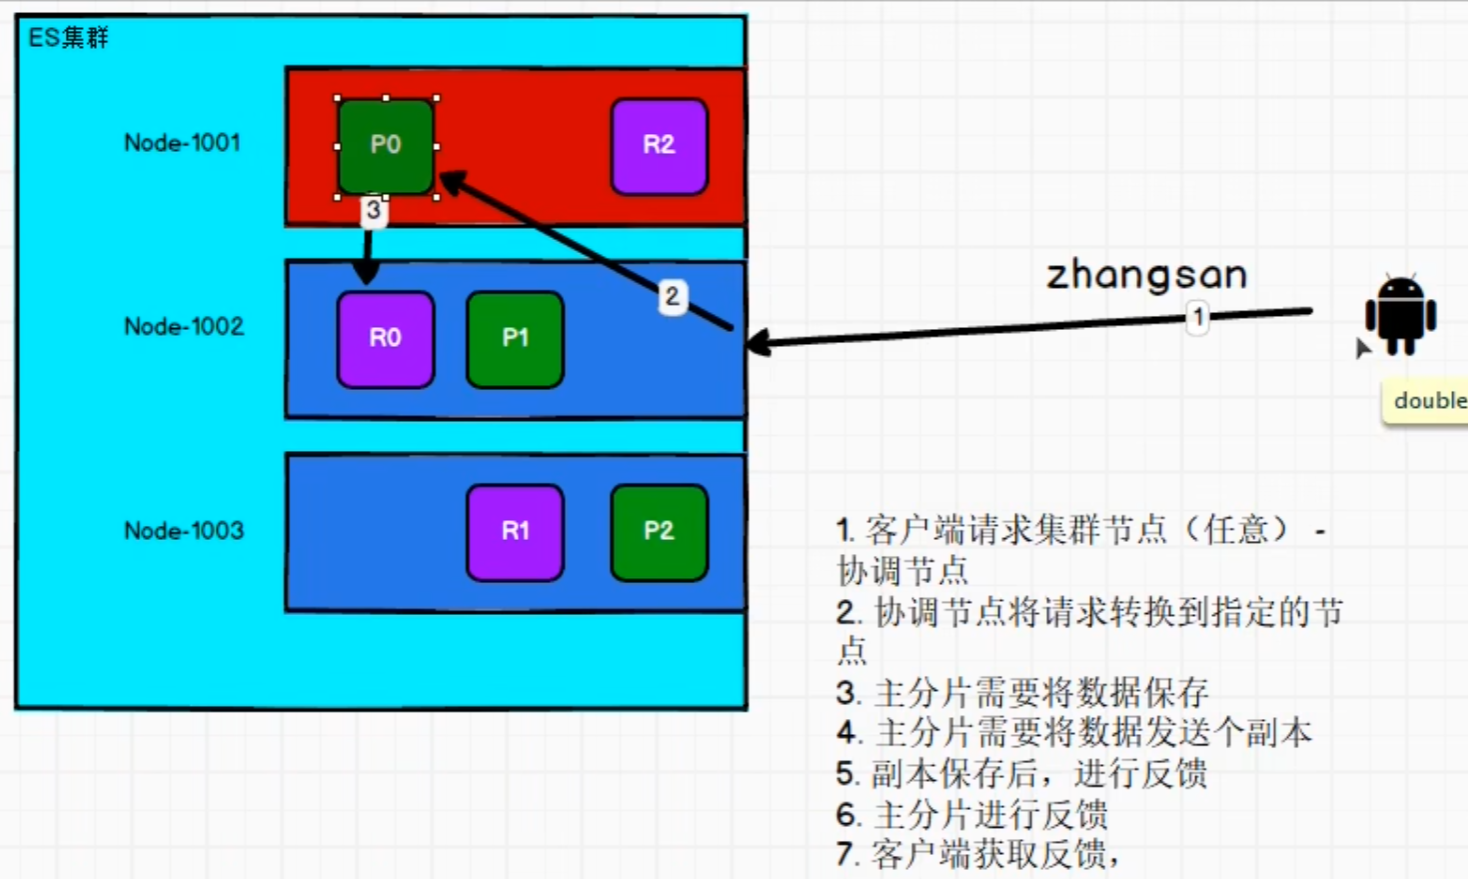 ES集群
Node-1001
P0
R2
3
Node-1002
2
R0
P1
zhangsan
1
double
Node-1003
R1
P2
1. 客户端请求集群节点（任意） -
协调节点
2. 协调节点将请求转换到指定的节
点
3. 主分片需要将数据保存
4. 主分片需要将数据发送个副本
5. 副本保存后，进行反馈
6. 主分片进行反馈
7. 客户端获取反馈，